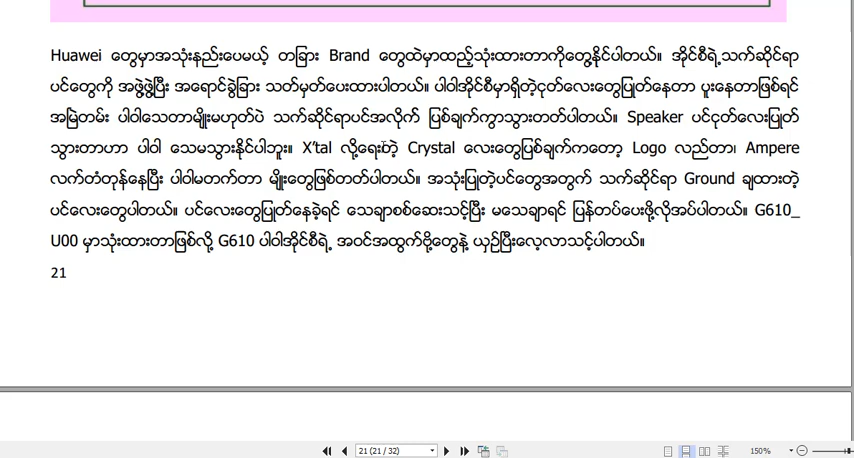 Huawei တွေမှာအသုံးနည်းပေမယ့် တခြား Brand တွေထဲမှာထည့်သုံးထားတာကိုတွေ့နိုင်ပါတယ်။ အိုင်စီရဲ့သက်ဆိုင်ရာ
ပင်တွေကို အဖွဲ့ဖွဲ့ပြီး အရောင်ခွဲခြား သတ်မှတ်ပေးထားပါတယ်။ ပါဝါအိုင်စီမှာရှိတဲ့ငုတ်လေးတွေပြုတ်နေတာ ပူးနေတာဖြစ်ရင်
အမြဲတမ်း ပါဝါသေတာမျိုးမဟုတ်ပဲ သက်ဆိုင်ရာပင်အလိုက် ပြစ်ချက်ကွာသွားတတ်ပါတယ်။ Speaker ပင်ငုတ်လေးပြုတ်
သွားတာဟာ ပါဝါ သေမသွားနိုင်ပါဘူး။ X'tal လို့ရေးတဲ့ Crystal လေးတွေပြစ်ချက်ကတော့ Logo လည်တာ၊ Ampere
လက်တံတုန်နေပြီး ပါဝါမတက်တာ မျိုးတွေဖြစ်တတ်ပါတယ်။ အသုံးပြုတဲ့ပင်တွေအတွက် သက်ဆိုင်ရာ Ground ချထားတဲ့
ပင်လေးတွေပါတယ်။ ပင်လေးတွေပြုတ်နေခဲ့ရင် သေချာစစ်ဆေးသင့်ပြီး မသေချာရင် ပြန်တပ်ပေးဖို့လိုအပ်ပါတယ်။ G610_
U00 မှာသုံးထားတာဖြစ်လို့ G610 ပါဝါအိုင်စီရဲ့ အဝင်အထွက်ဗို့တွေနဲ့ ယှဉ်ပြီးလေ့လာသင့်ပါတယ်။
21
21 (21 / 32)
150%